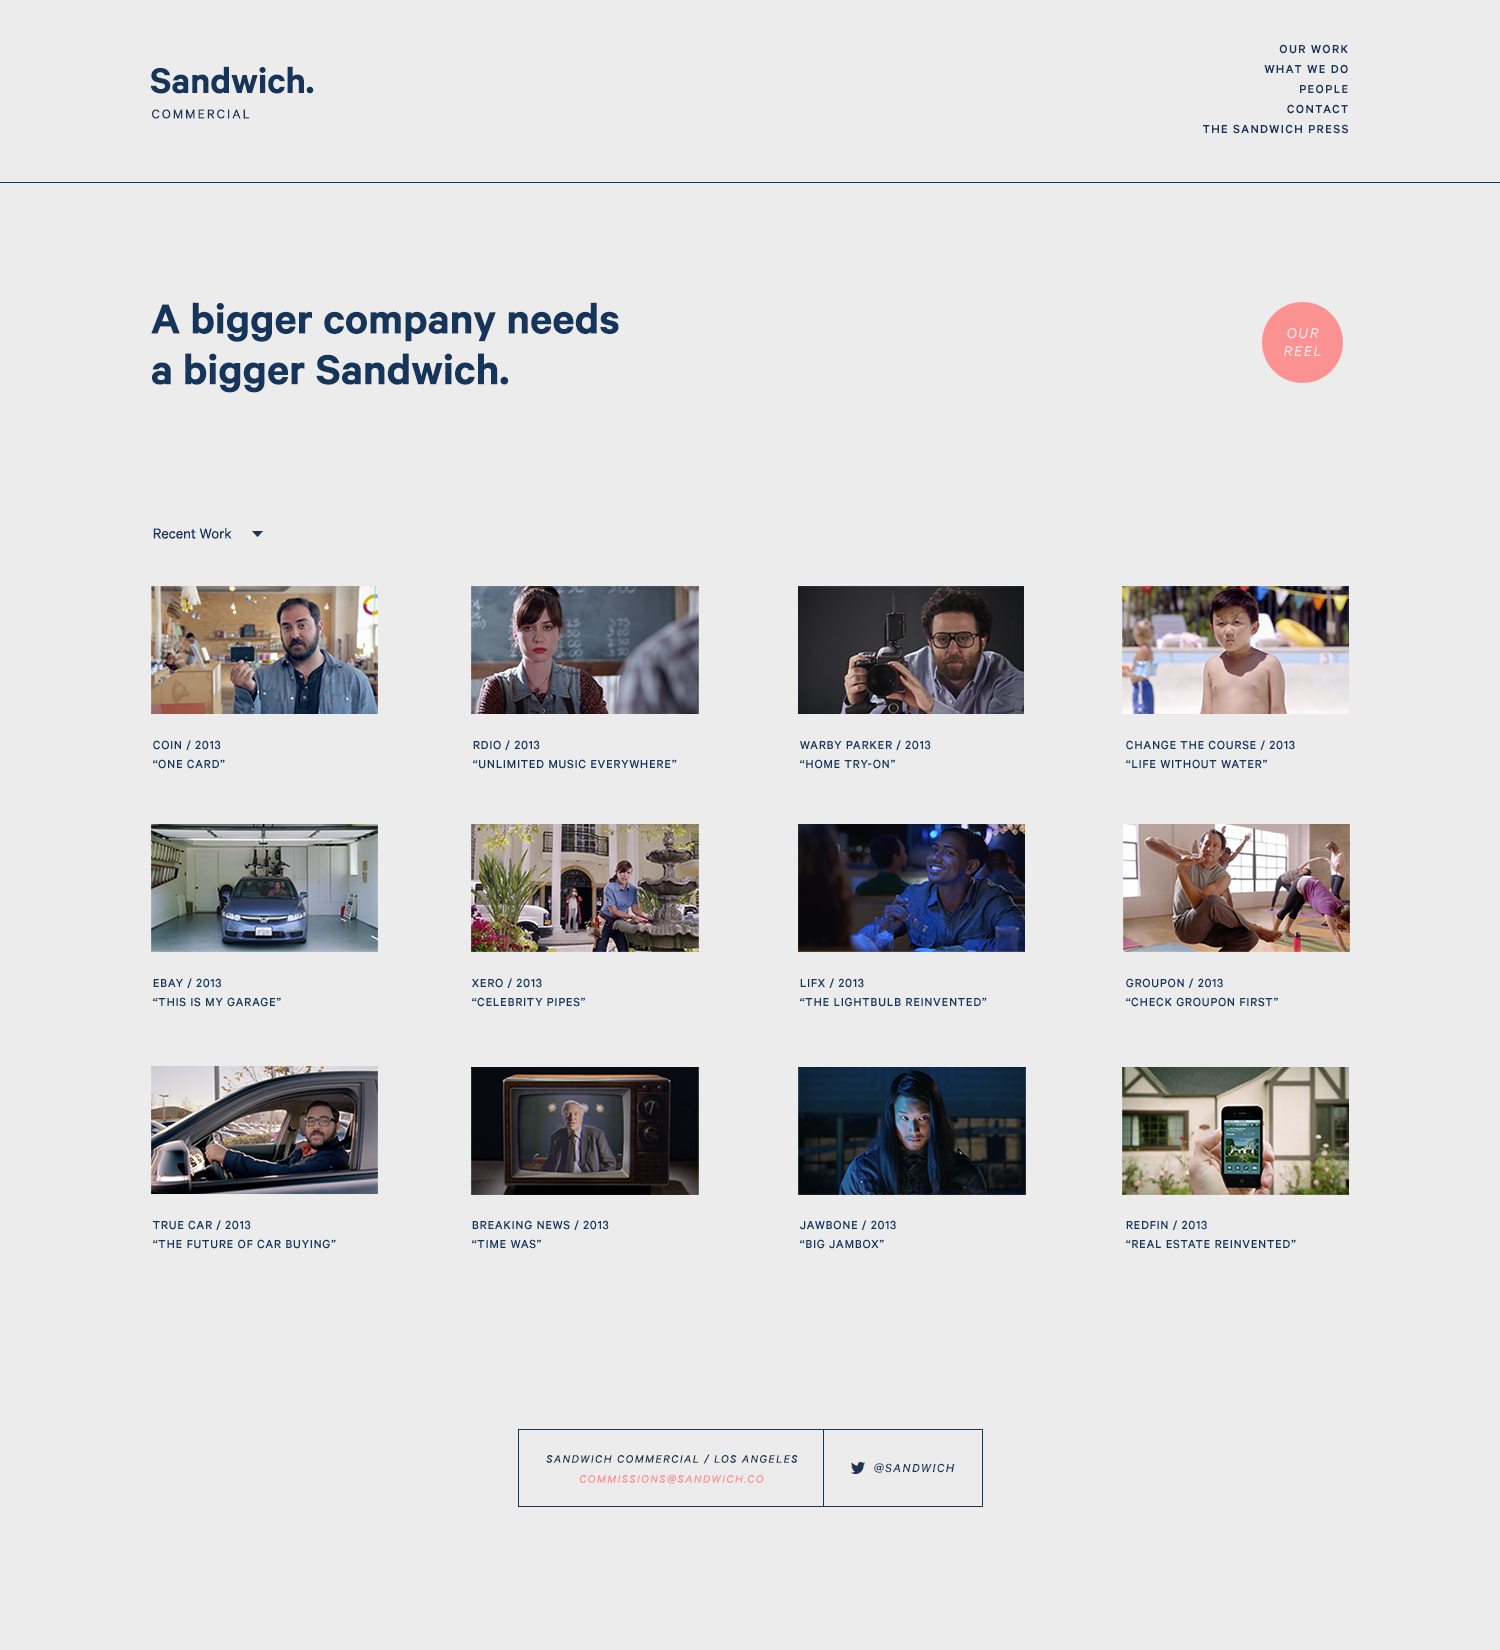 Sandwich.
COMMERCIAL
OUR WORK
WHAT WE DO
PEOPLE
CONTACT
THE SANDWICH PRESS
A bigger company needs
a bigger Sandwich.
OUR
REEL
Recent Work
COIN / 2013
“ONE CARD”
RDIO / 2013
“UNLIMITED MUSIC EVERYWHERE”
WARBY PARKER / 2013
“HOME TRY-ON”
CHANGE THE COURSE / 2013
“LIFE WITHOUT WATER”
EBAY / 2013
“THIS IS MY GARAGE”
XERO / 2013
“CELEBRITY PIPES”
LIFX / 2013
“THE LIGHTBULB REINVENTED”
GROUPON / 2013
“CHECK GROUPON FIRST”
TRUE CAR / 2013
“THE FUTURE OF CAR BUYING”
BREAKING NEWS / 2013
“TIME WAS”
JAWBONE / 2013
“BIG JAMBOX”
REDFIN / 2013
“REAL ESTATE REINVENTED”
SANDWICH COMMERCIAL / LOS ANGELES
COMMISSIONS@SANDWICH.CO
@SANDWICH